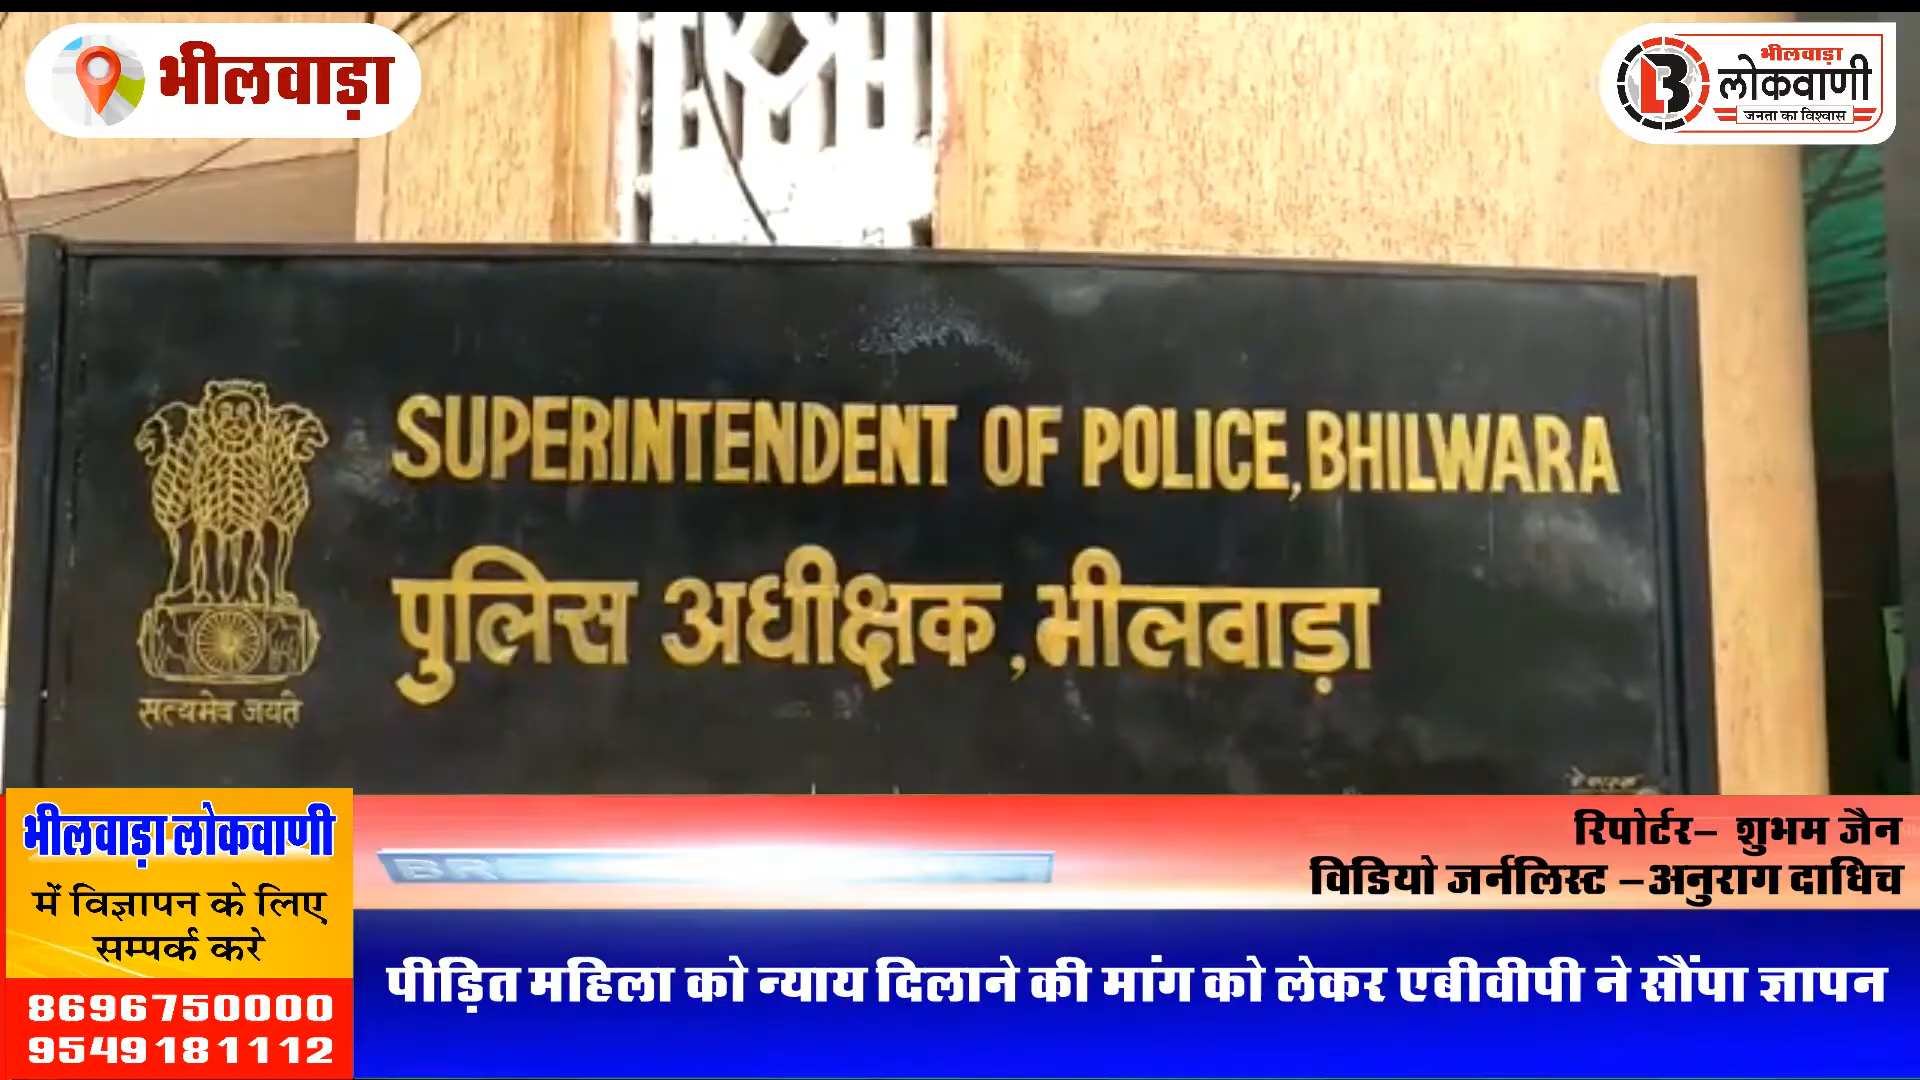 भीलवाड़ा
भीलवाड़ा
लोकवाणी
जनता का विश्वास
SUPERINTENDENT OF POLICE, BHILWARA
पुलिस अधीक्षक, भीलवाड़ा
सत्यमेव जयते
भीलवाड़ा लोकवाणी
में विज्ञापन के लिए
सम्पर्क करे
8696750000
9549181112
रिपोर्टर– शुभम जैन
विडियो जर्नलिस्ट –अनुराग दाधिच
पीड़ित महिला को न्याय दिलाने की मांग को लेकर एबीवीपी ने सौंपा ज्ञापन